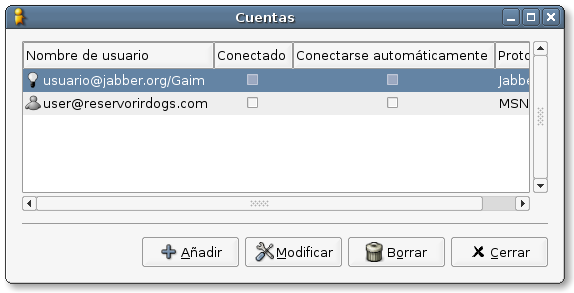 Cuentas
Nombre de usuario Conectado Conectarse automáticamente Proto
usuario@jabber.org/Gaim Jabbe
user@reservorirdogs.com MSN
Añadir Modificar Borrar Cerrar